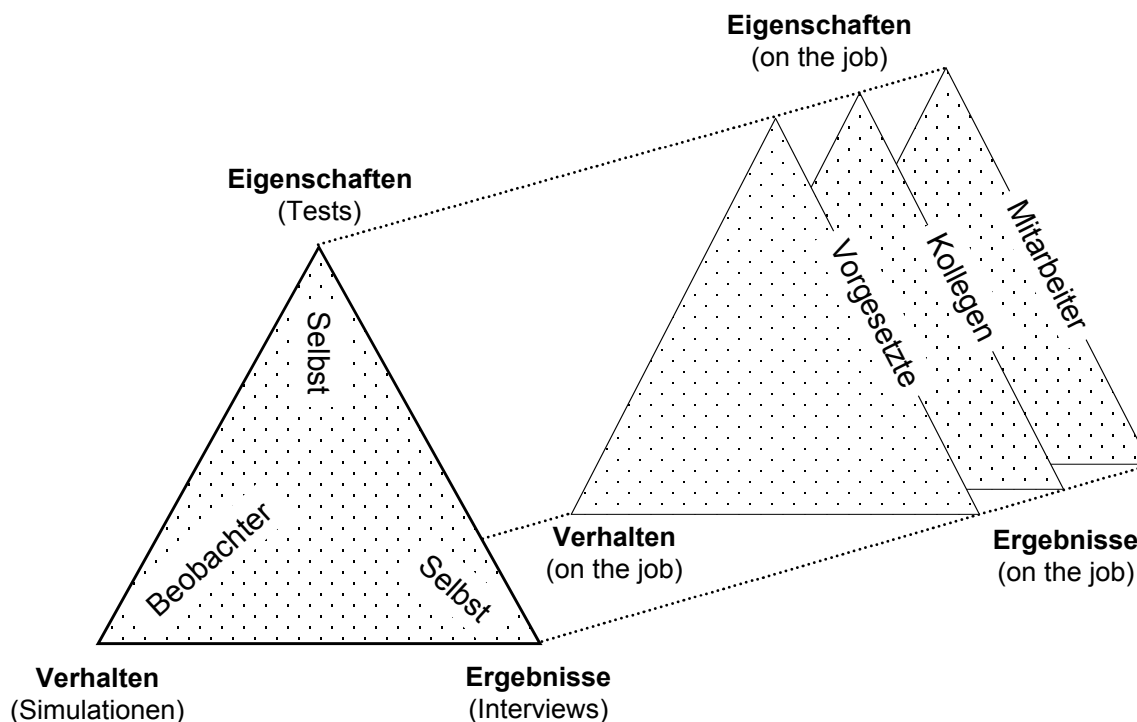 Eigenschaften
(on the job)
Eigenschaften
(Tests)
Mitarbeiter
Kollegen
Vorgesetzte
Selbst
Beobachter
Selbst
Verhalten
(on the job)
Ergebnisse
(on the job)
Verhalten
(Simulationen)
Ergebnisse
(Interviews)